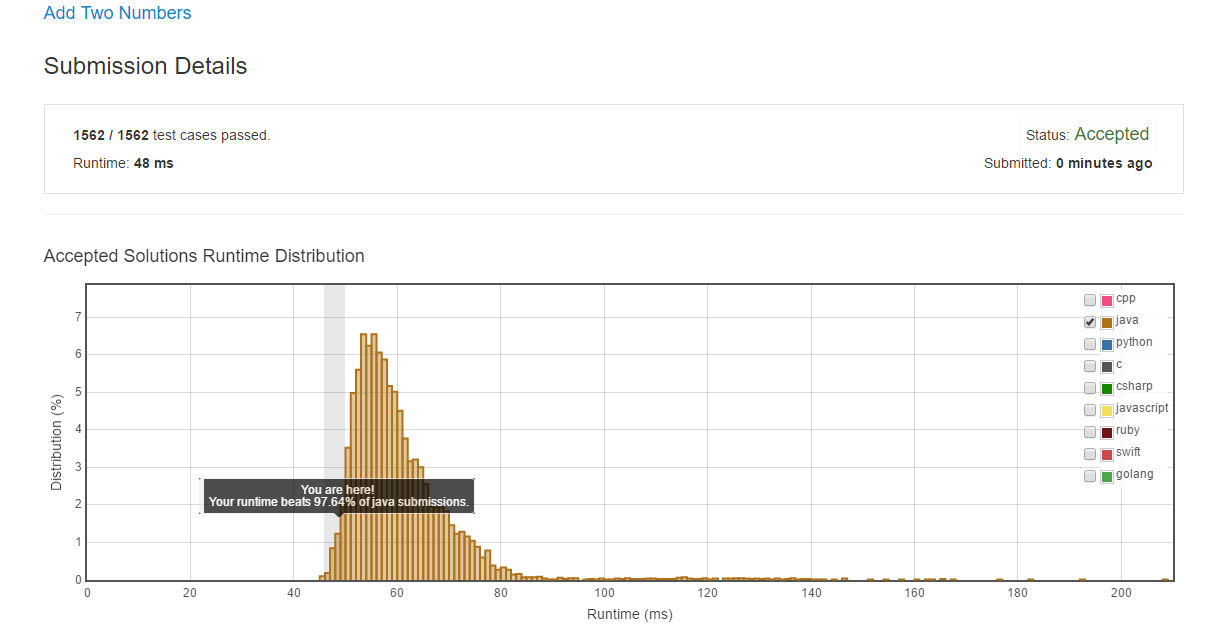 Add Two Numbers
Submission Details
1562 / 1562 test cases passed.
Status: Accepted
Runtime: 48 ms
Submitted: 0 minutes ago
Accepted Solutions Runtime Distribution
cpp
java
python
c
csharp
javascript
ruby
swift
golang
7
6
5
4
3
2
1
0
Distribution (%)
You are here!
Your runtime beats 97.64% of java submissions.
0 20 40 60 80 100 120 140 160 180 200
Runtime (ms)